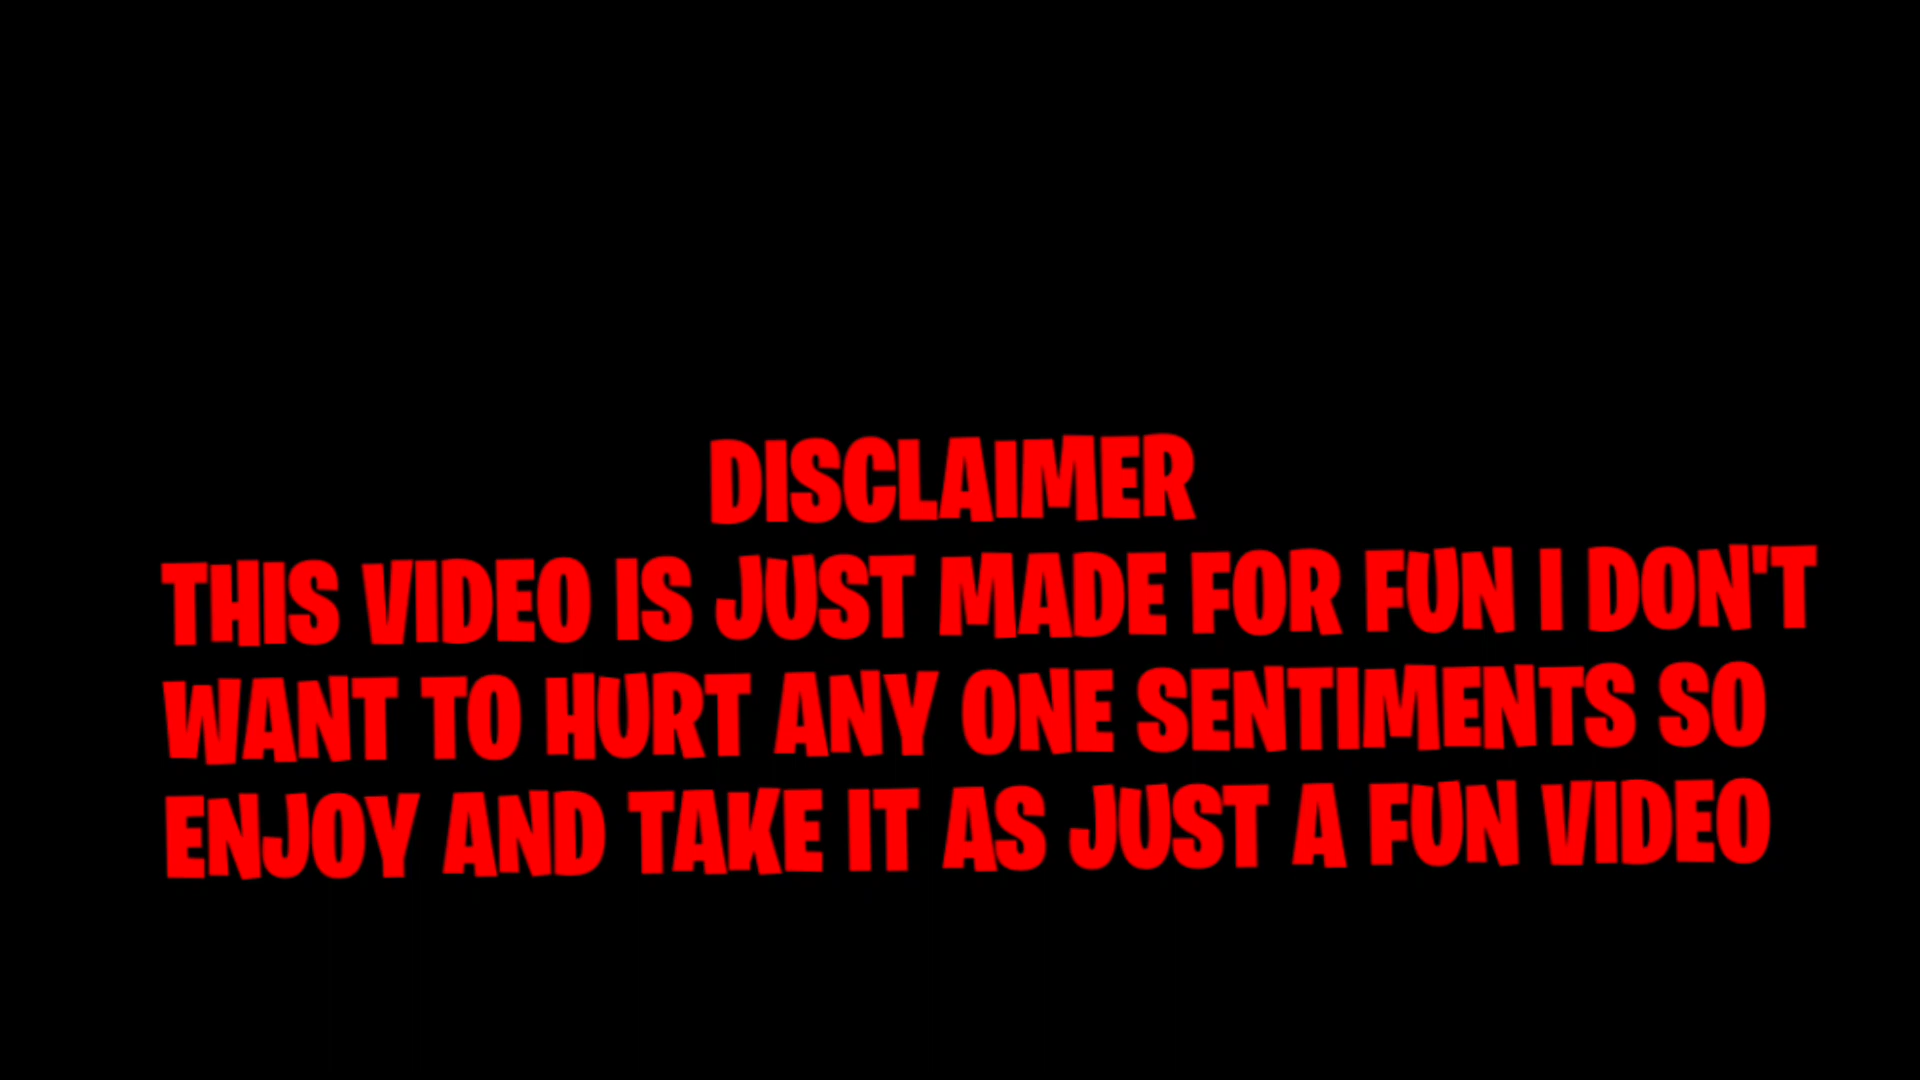 DISCLAIMER
THIS VIDEO IS JUST MADE FOR FUN I DON'T
WANT TO HURT ANY ONE SENTIMENTS SO
ENJOY AND TAKE IT AS JUST A FUN VIDEO